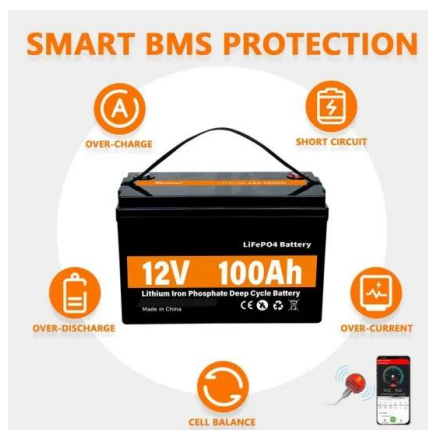 SMART BMS PROTECTION
A
OVER-CHARGE
SHORT CIRCUIT
LiFePO4 Battery
12V 100Ah
Lithium Iron Phosphate Deep Cycle Battery
Made in China
CE
OVER-DISCHARGE
OVER-CURRENT
CELL BALANCE